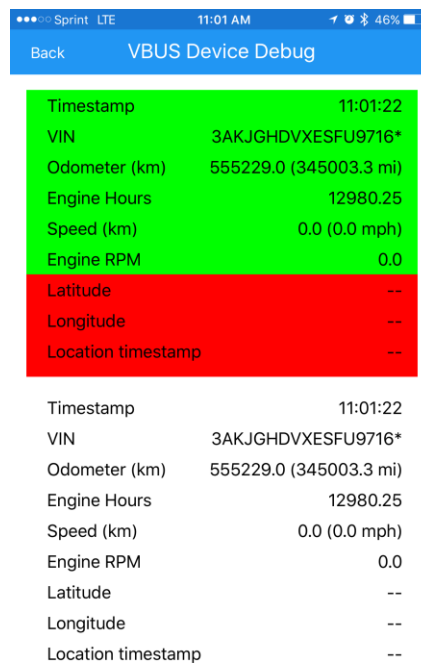 Sprint LTE 11:01 AM 46%
Back VBUS Device Debug
Timestamp 11:01:22
VIN 3AKJGHDVXESFU9716*
Odometer (km) 555229.0 (345003.3 mi)
Engine Hours 12980.25
Speed (km) 0.0 (0.0 mph)
Engine RPM 0.0
Latitude --
Longitude --
Location timestamp --
Timestamp 11:01:22
VIN 3AKJGHDVXESFU9716*
Odometer (km) 555229.0 (345003.3 mi)
Engine Hours 12980.25
Speed (km) 0.0 (0.0 mph)
Engine RPM 0.0
Latitude --
Longitude --
Location timestamp --